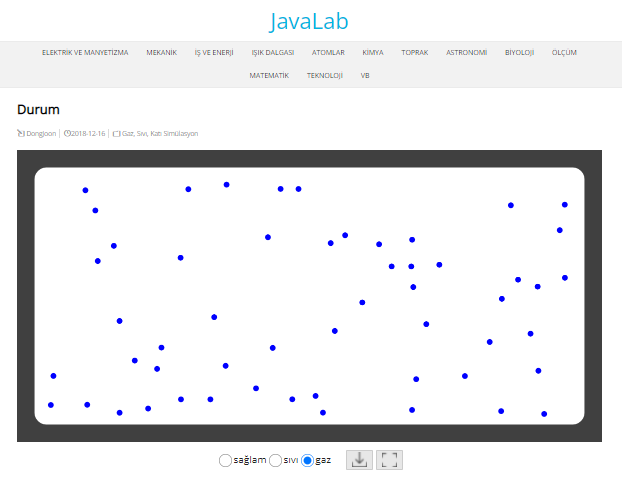 JavaLab
ELEKTRİK VE MANYETİZMA MEKANİK İŞ VE ENERJİ IŞIK DALGASI ATOMLAR KİMYA TOPRAK ASTRONOMİ BİYOLOJİ ÖLÇÜM
MATEMATİK TEKNOLOJİ VB
Durum
DongJoon 2018-12-16 Gaz, Sıvı, Katı Simülasyon
sağlam sıvı gaz